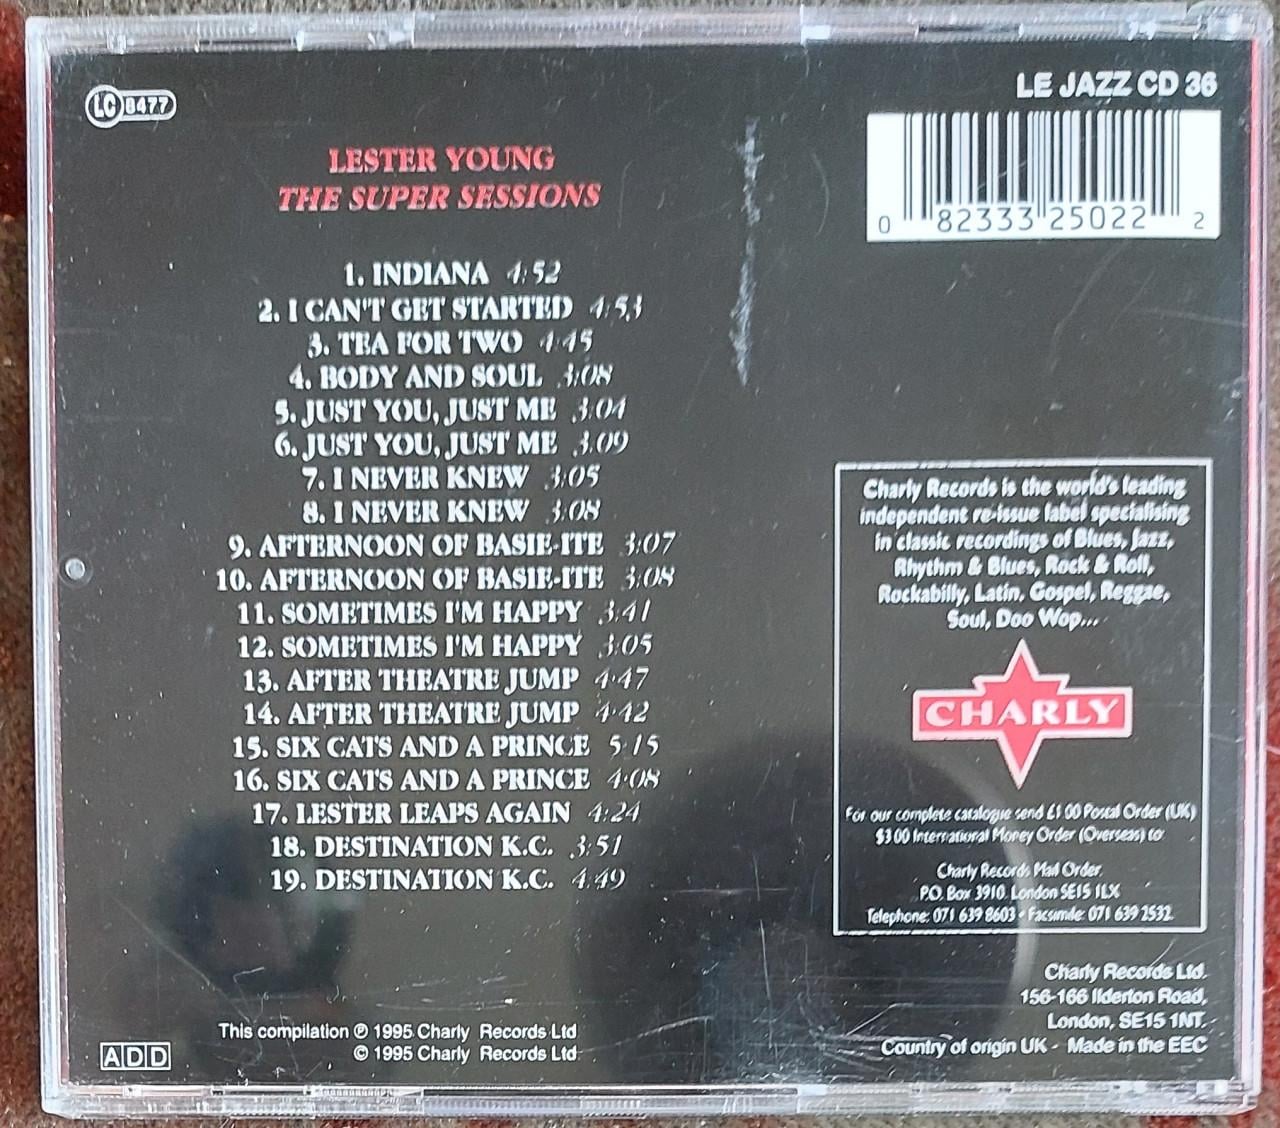 LC 8477
LE JAZZ CD 36
0 82333 25022 2
LESTER YOUNG
THE SUPER SESSIONS
1. INDIANA 4:52
2. I CAN'T GET STARTED 4:53
3. TEA FOR TWO 4:45
4. BODY AND SOUL 3:08
5. JUST YOU, JUST ME 3:04
6. JUST YOU, JUST ME 3:09
7. I NEVER KNEW 3:05
8. I NEVER KNEW 3:08
9. AFTERNOON OF BASIE-ITE 3:07
10. AFTERNOON OF BASIE-ITE 3:08
11. SOMETIMES I'M HAPPY 3:41
12. SOMETIMES I'M HAPPY 3:05
13. AFTER THEATRE JUMP 4:47
14. AFTER THEATRE JUMP 4:42
15. SIX CATS AND A PRINCE 5:15
16. SIX CATS AND A PRINCE 4:08
17. LESTER LEAPS AGAIN 4:24
18. DESTINATION K.C. 3:51
19. DESTINATION K.C. 4:49
Charly Records is the world's leading
independent re-issue label specialising
in classic recordings of Blues, Jazz,
Rhythm & Blues, Rock & Roll,
Rockabilly, Latin, Gospel, Reggae,
Soul, Doo Wop...
CHARLY
For our complete catalogue send £1.00 Postal Order (UK)
$3.00 International Money Order (Overseas) to:
Charly Records Mail Order,
P.O. Box 3910, London SE15 1LX
Telephone: 071 639 8603 • Facsimile: 071 639 2532.
Charly Records Ltd.
156-166 Ilderton Road,
London, SE15 1NT.
Country of origin UK - Made in the EEC
This compilation ℗ 1995 Charly Records Ltd
© 1995 Charly Records Ltd
ADD